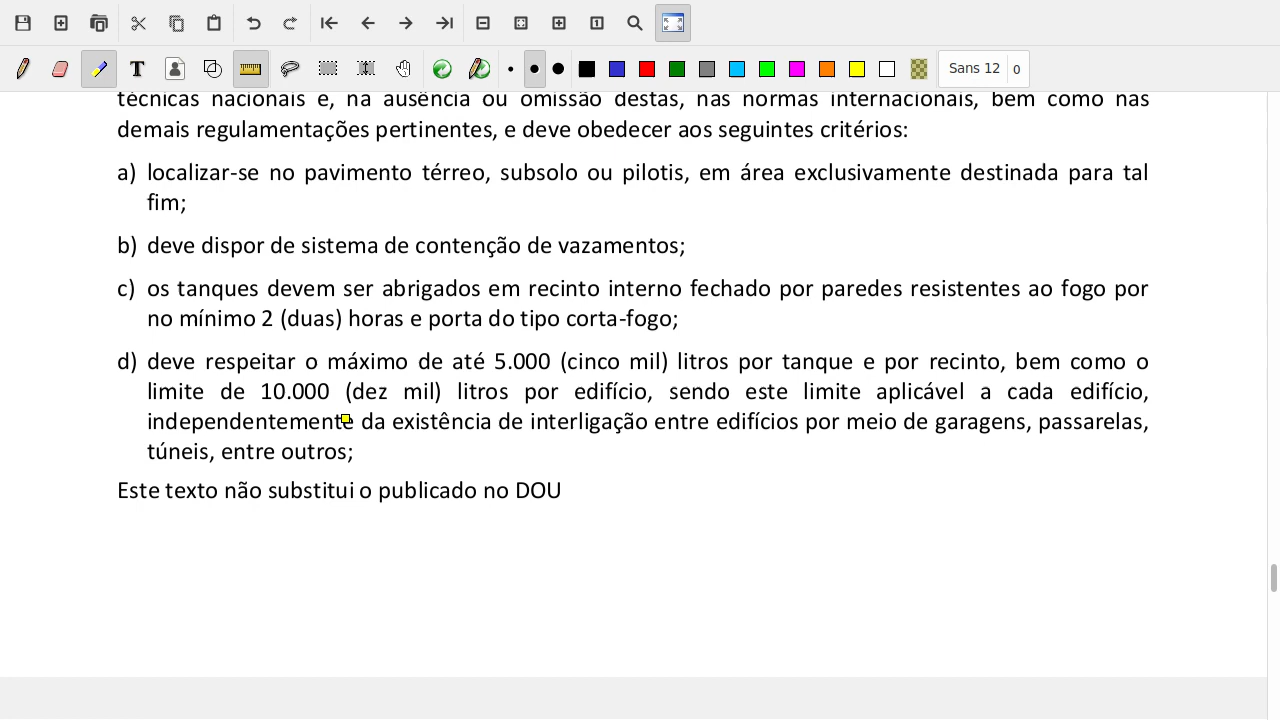 Sans 12 0
técnicas nacionais e, na ausência ou omissão destas, nas normas internacionais, bem como nas
demais regulamentações pertinentes, e deve obedecer aos seguintes critérios:
a) localizar-se no pavimento térreo, subsolo ou pilotis, em área exclusivamente destinada para tal
fim;
b) deve dispor de sistema de contenção de vazamentos;
c) os tanques devem ser abrigados em recinto interno fechado por paredes resistentes ao fogo por
no mínimo 2 (duas) horas e porta do tipo corta-fogo;
d) deve respeitar o máximo de até 5.000 (cinco mil) litros por tanque e por recinto, bem como o
limite de 10.000 (dez mil) litros por edifício, sendo este limite aplicável a cada edifício,
independentemente da existência de interligação entre edifícios por meio de garagens, passarelas,
túneis, entre outros;
Este texto não substitui o publicado no DOU